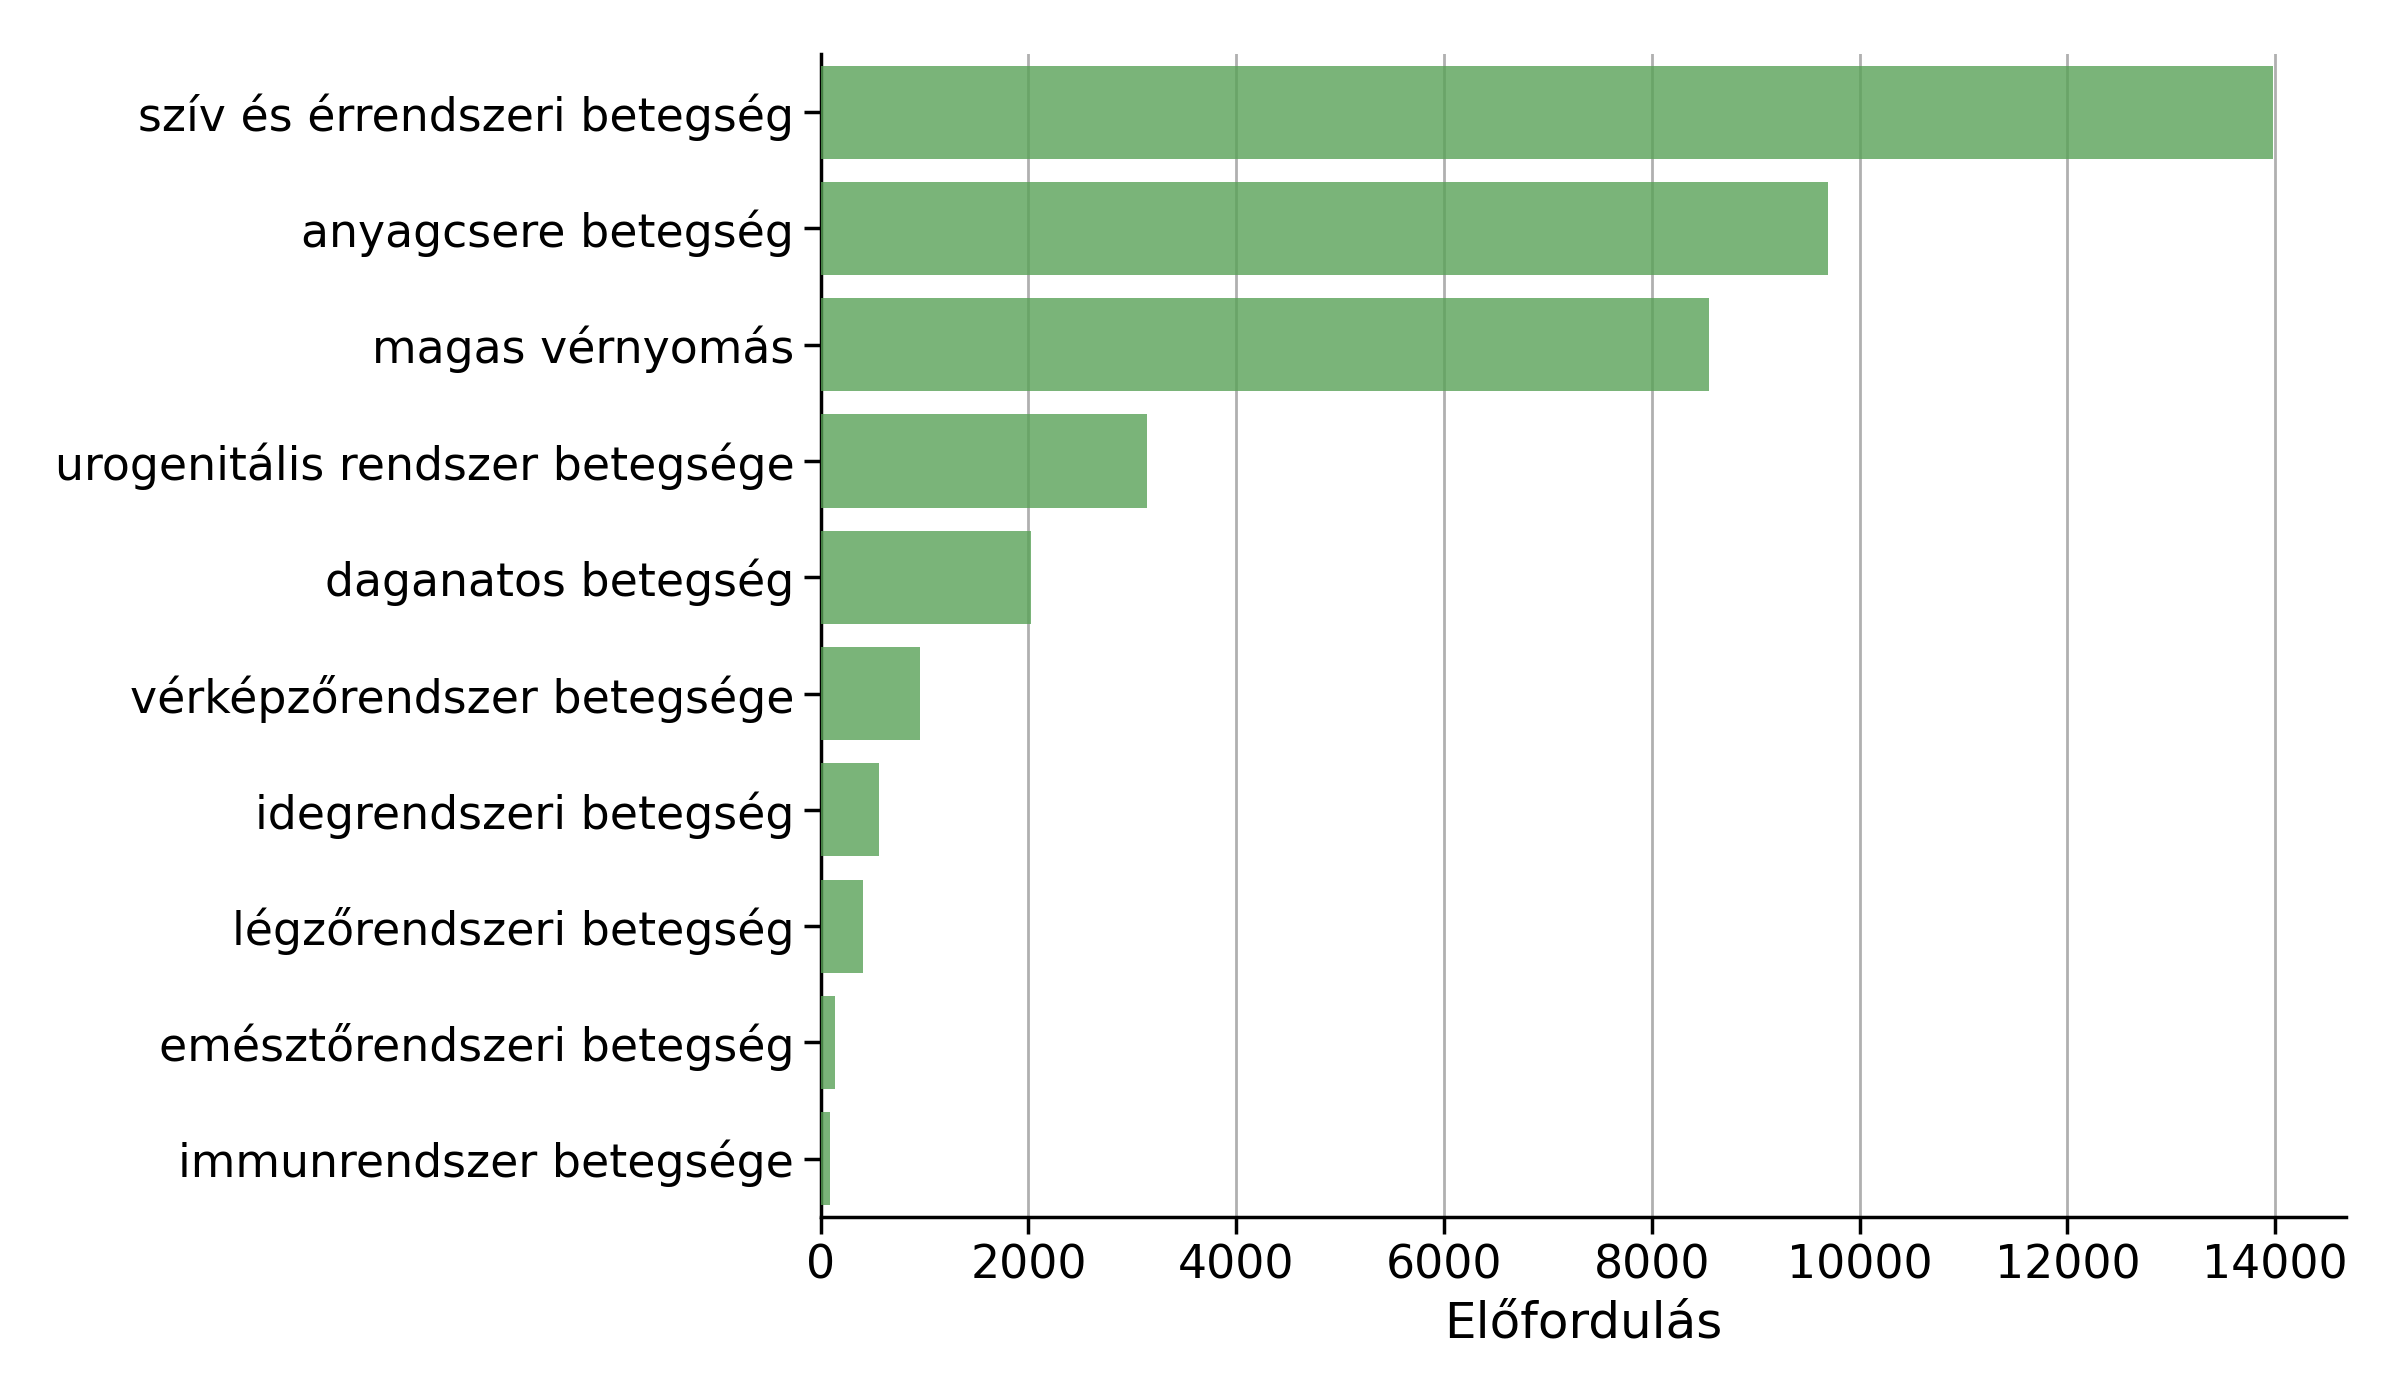 szív és érrendszeri betegség
anyagcsere betegség
magas vérnyomás
urogenitális rendszer betegsége
daganatos betegség
vérképzőrendszer betegsége
idegrendszeri betegség
légzőrendszeri betegség
emésztőrendszeri betegség
immunrendszer betegsége
0 2000 4000 6000 8000 10000 12000 14000
Előfordulás